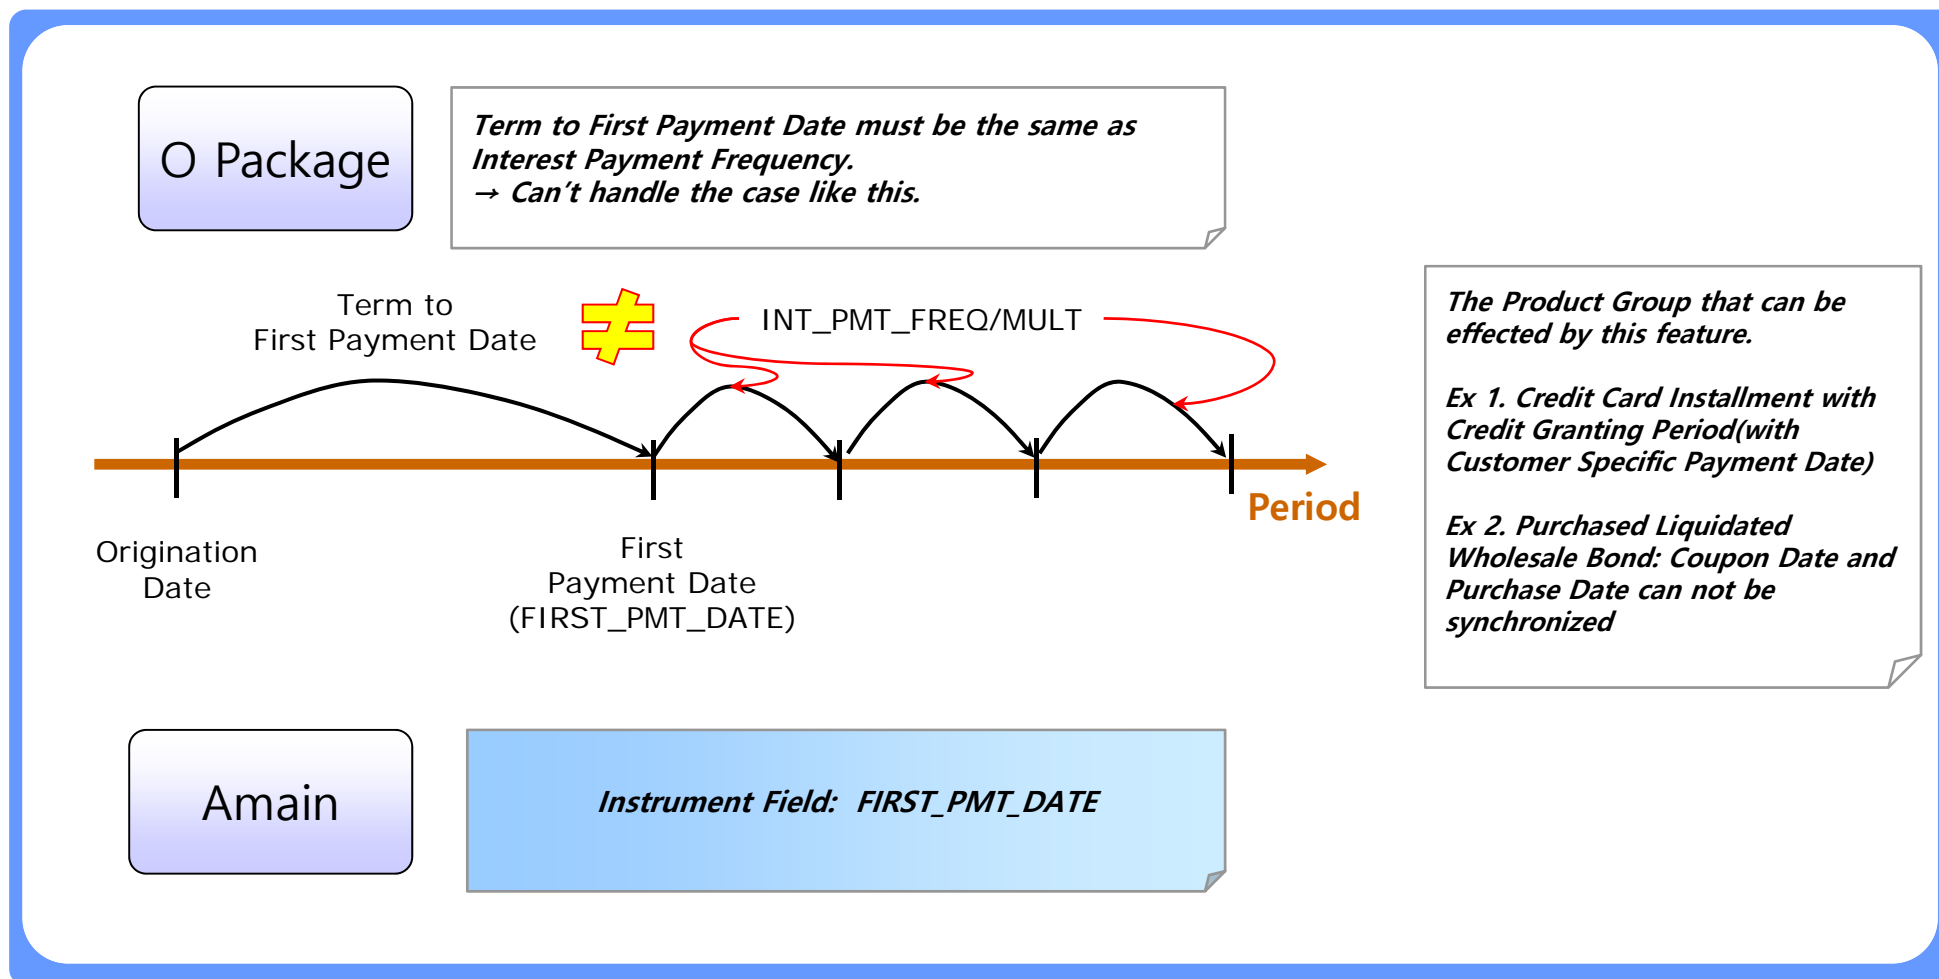 O Package
Term to First Payment Date must be the same as
Interest Payment Frequency.
→ Can’t handle the case like this.
Term to
First Payment Date
≠
INT_PMT_FREQ/MULT
Period
Origination
Date
First
Payment Date
(FIRST_PMT_DATE)
The Product Group that can be
effected by this feature.
Ex 1. Credit Card Installment with
Credit Granting Period(with
Customer Specific Payment Date)
Ex 2. Purchased Liquidated
Wholesale Bond: Coupon Date and
Purchase Date can not be
synchronized
Amain
Instrument Field:  FIRST_PMT_DATE